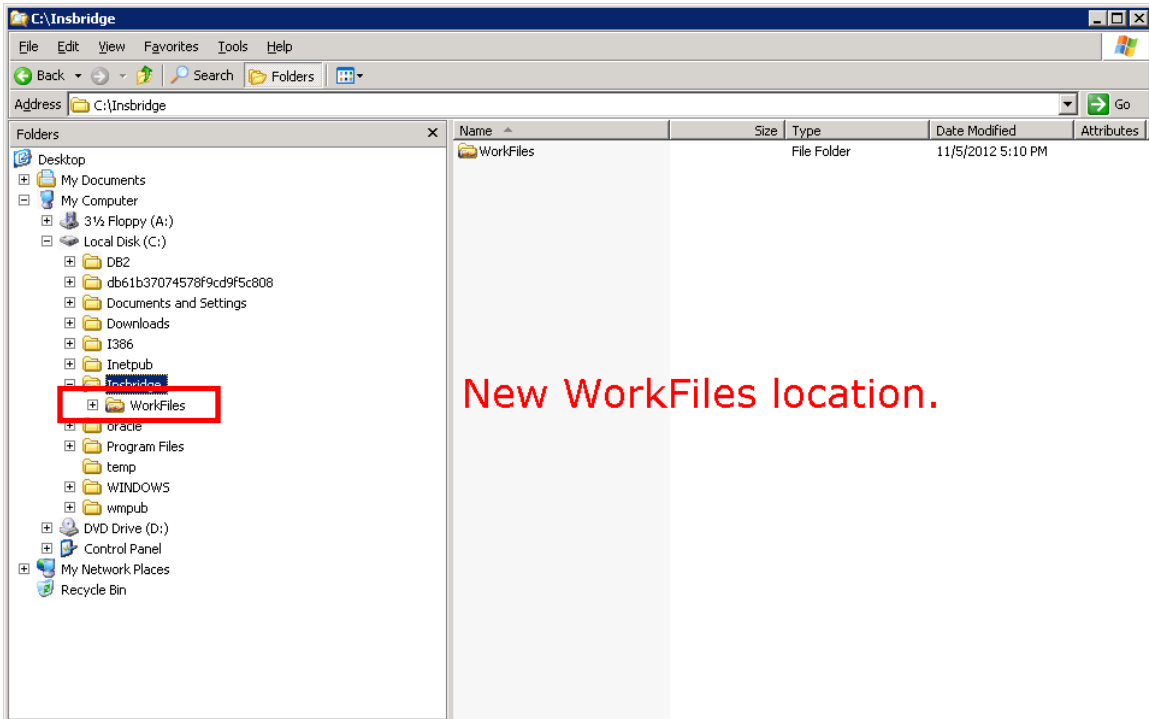 C:\Insbridge
File Edit View Favorites Tools Help
Back Search Folders
Address C:\Insbridge Go
Folders x Name Size Type Date Modified Attributes
WorkFiles File Folder 11/5/2012 5:10 PM
Desktop
My Documents
My Computer
3½ Floppy (A:)
Local Disk (C:)
DB2
db61b37074578f9cd9f5c808
Documents and Settings
Downloads
I386
Inetpub
Insbridge
WorkFiles
New WorkFiles location.
oracle
Program Files
temp
WINDOWS
wmpub
DVD Drive (D:)
Control Panel
My Network Places
Recycle Bin